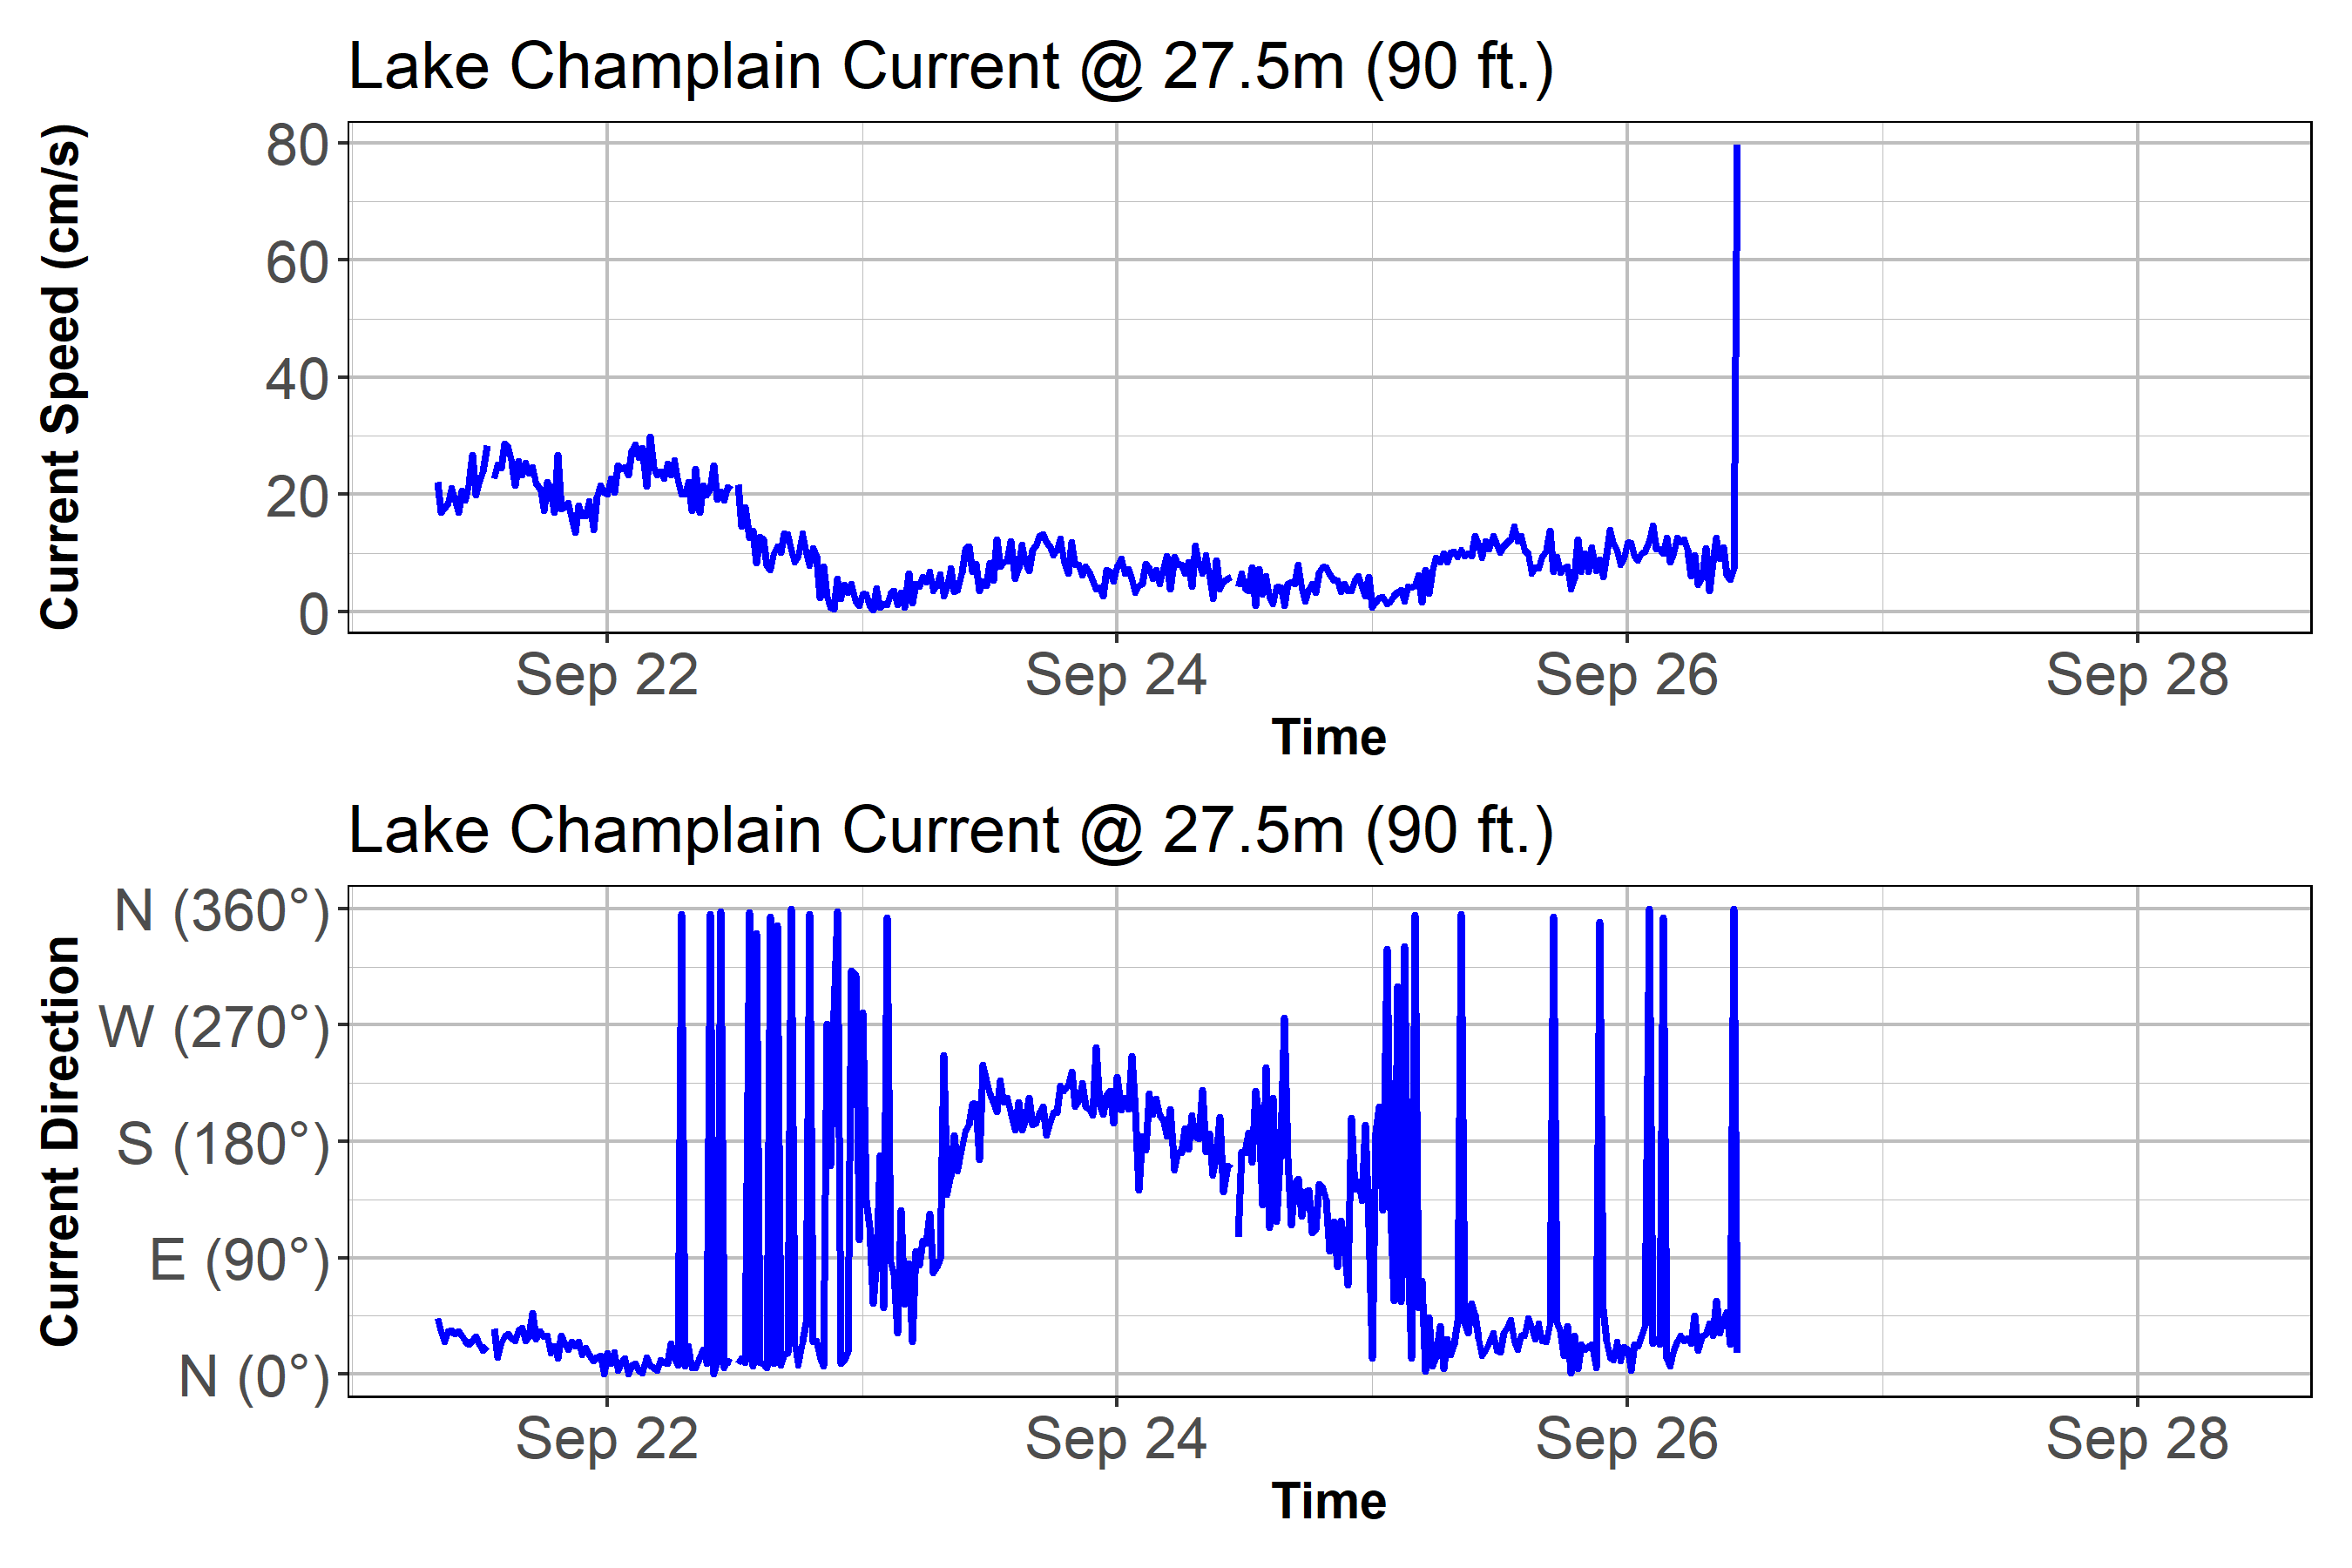 Lake Champlain Current @ 27.5m (90 ft.)
Current Speed (cm/s)
80
60
40
20
0
Sep 22 Sep 24 Sep 26 Sep 28
Time
Lake Champlain Current @ 27.5m (90 ft.)
Current Direction
N (360°)
W (270°)
S (180°)
E (90°)
N (0°)
Sep 22 Sep 24 Sep 26 Sep 28
Time